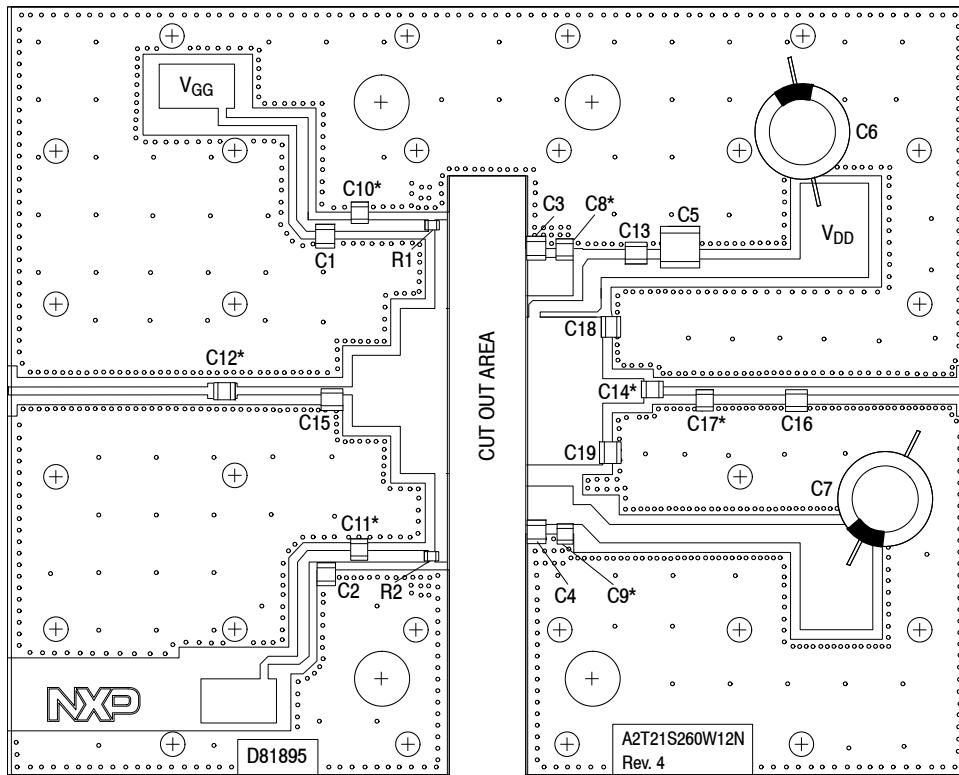 VGG
C6
C10*
C3
C8*
C13
C5
VDD
C1
R1
C18
CUT OUT AREA
C12*
C14*
C15
C17*
C16
C19
C7
C11*
C2
R2
C4
C9*
NXP
D81895
A2T21S260W12N
Rev. 4